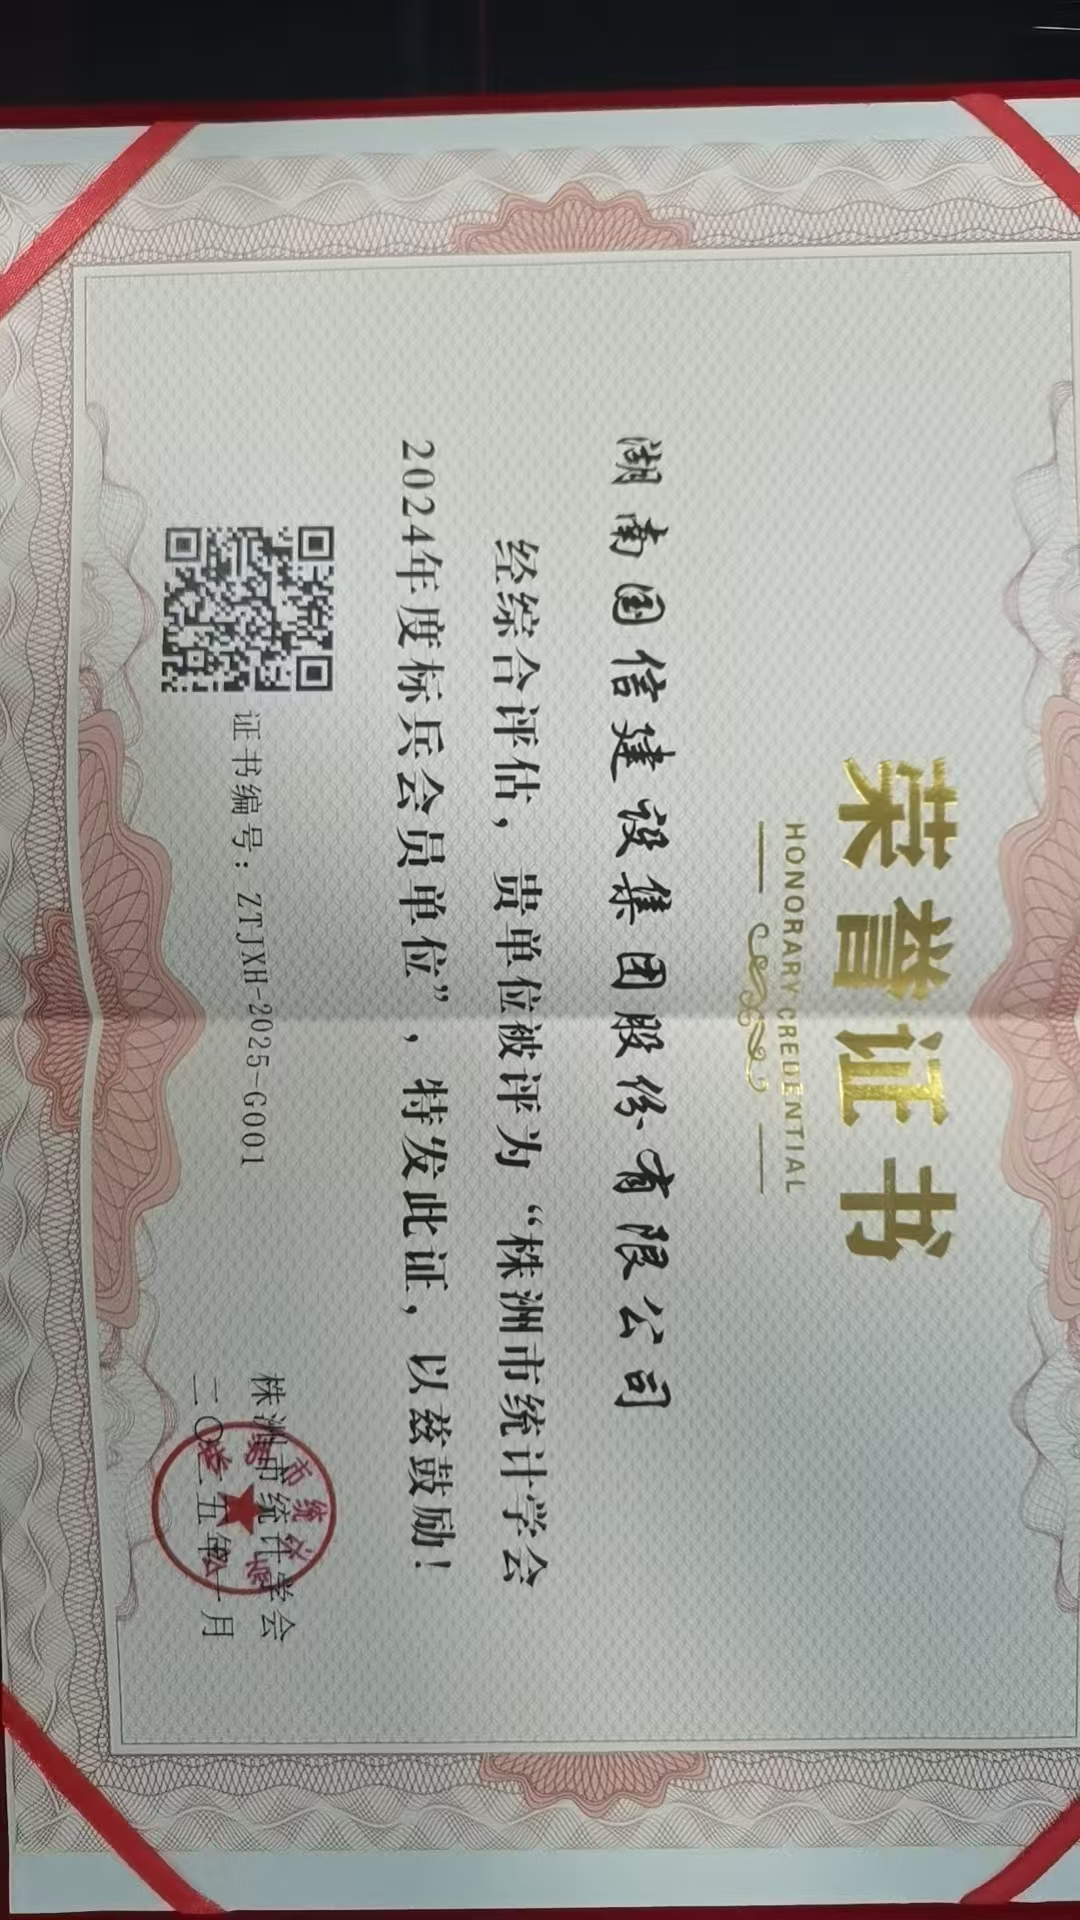 荣誉证书
HONORARY CREDENTIAL
湖南国信建设集团股份有限公司
经综合评估，贵单位被评为“株洲市统计学会
2024年度标兵会员单位”，特发此证，以兹鼓励！
证书编号：ZTJXH-2025-G001
株洲市统计学会
二〇二五年一月